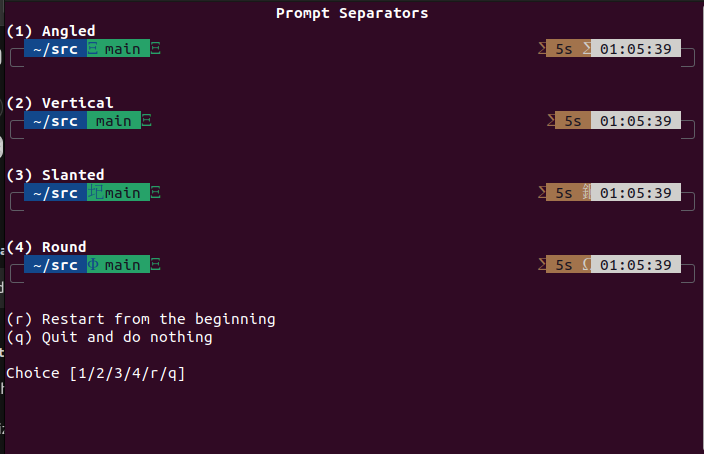 Prompt Separators
(1) Angled
~/src Ξ main Ξ ∑ 5s ∑ 01:05:39
(2) Vertical
~/src main Ξ ∑ 5s 01:05:39
(3) Slanted
~/src main Ξ ∑ 5s 01:05:39
(4) Round
~/src Φ main Ξ ∑ 5s Ω 01:05:39
(r) Restart from the beginning
(q) Quit and do nothing
Choice [1/2/3/4/r/q]